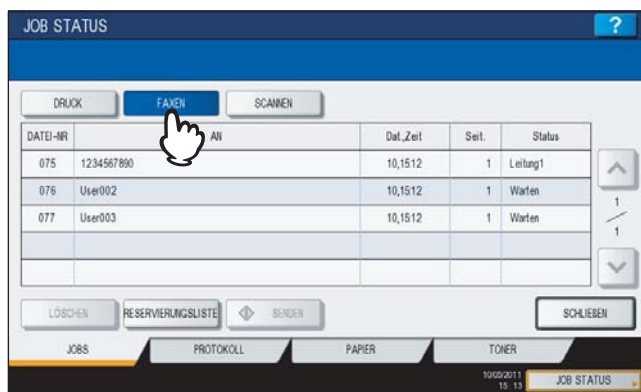 JOB STATUS ?
DRUCK FAXEN SCANNEN
DATEI-NR AN Dat.,Zeit Seit. Status
075 1234567890 10,1512 1 Leitung1
076 User002 10,1512 1 Warten
077 User003 10,1512 1 Warten
1
1
LÖSCHEN RESERVIERUNGSLISTE SENDEN SCHLIEßEN
JOBS PROTOKOLL PAPIER TONER
10/03/2011
15 13 JOB STATUS